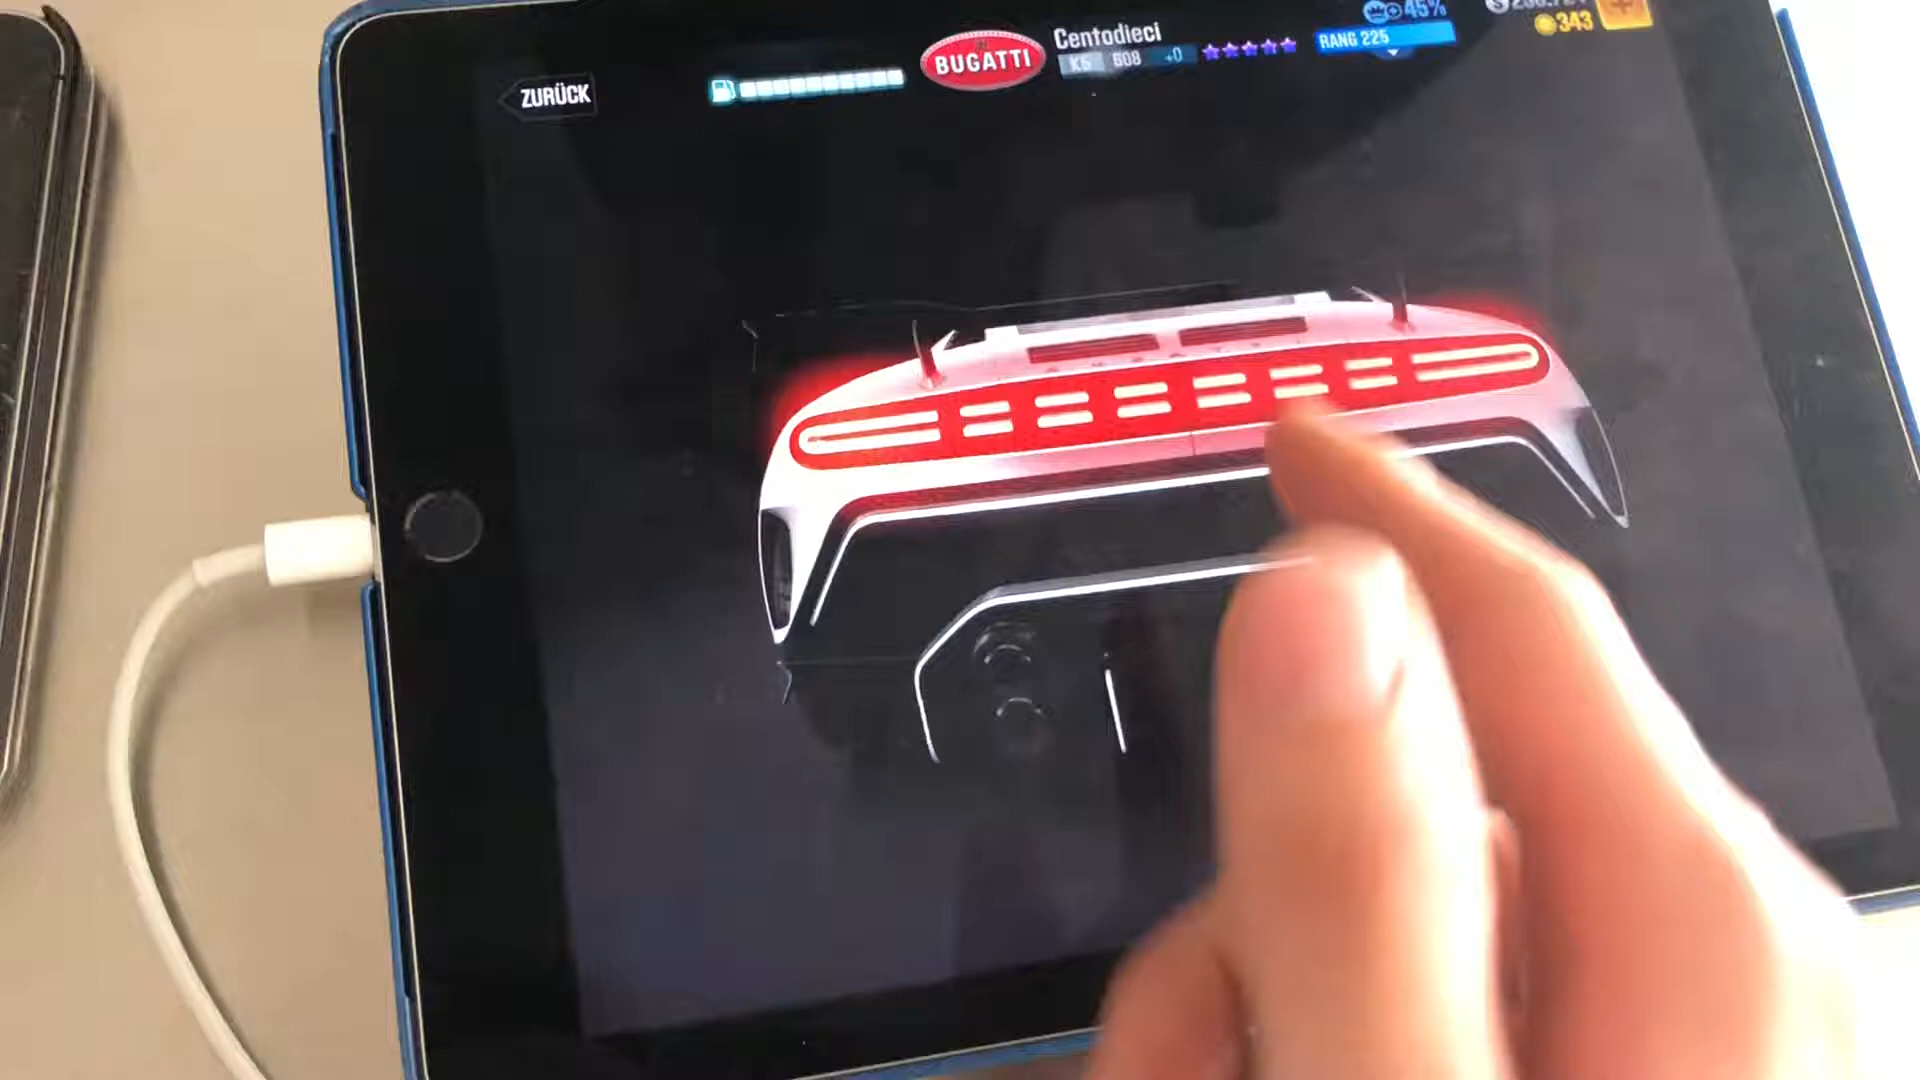 ZURÜCK
BUGATTI
Centodieci
K5 608 +0
45%
RANG 225
343